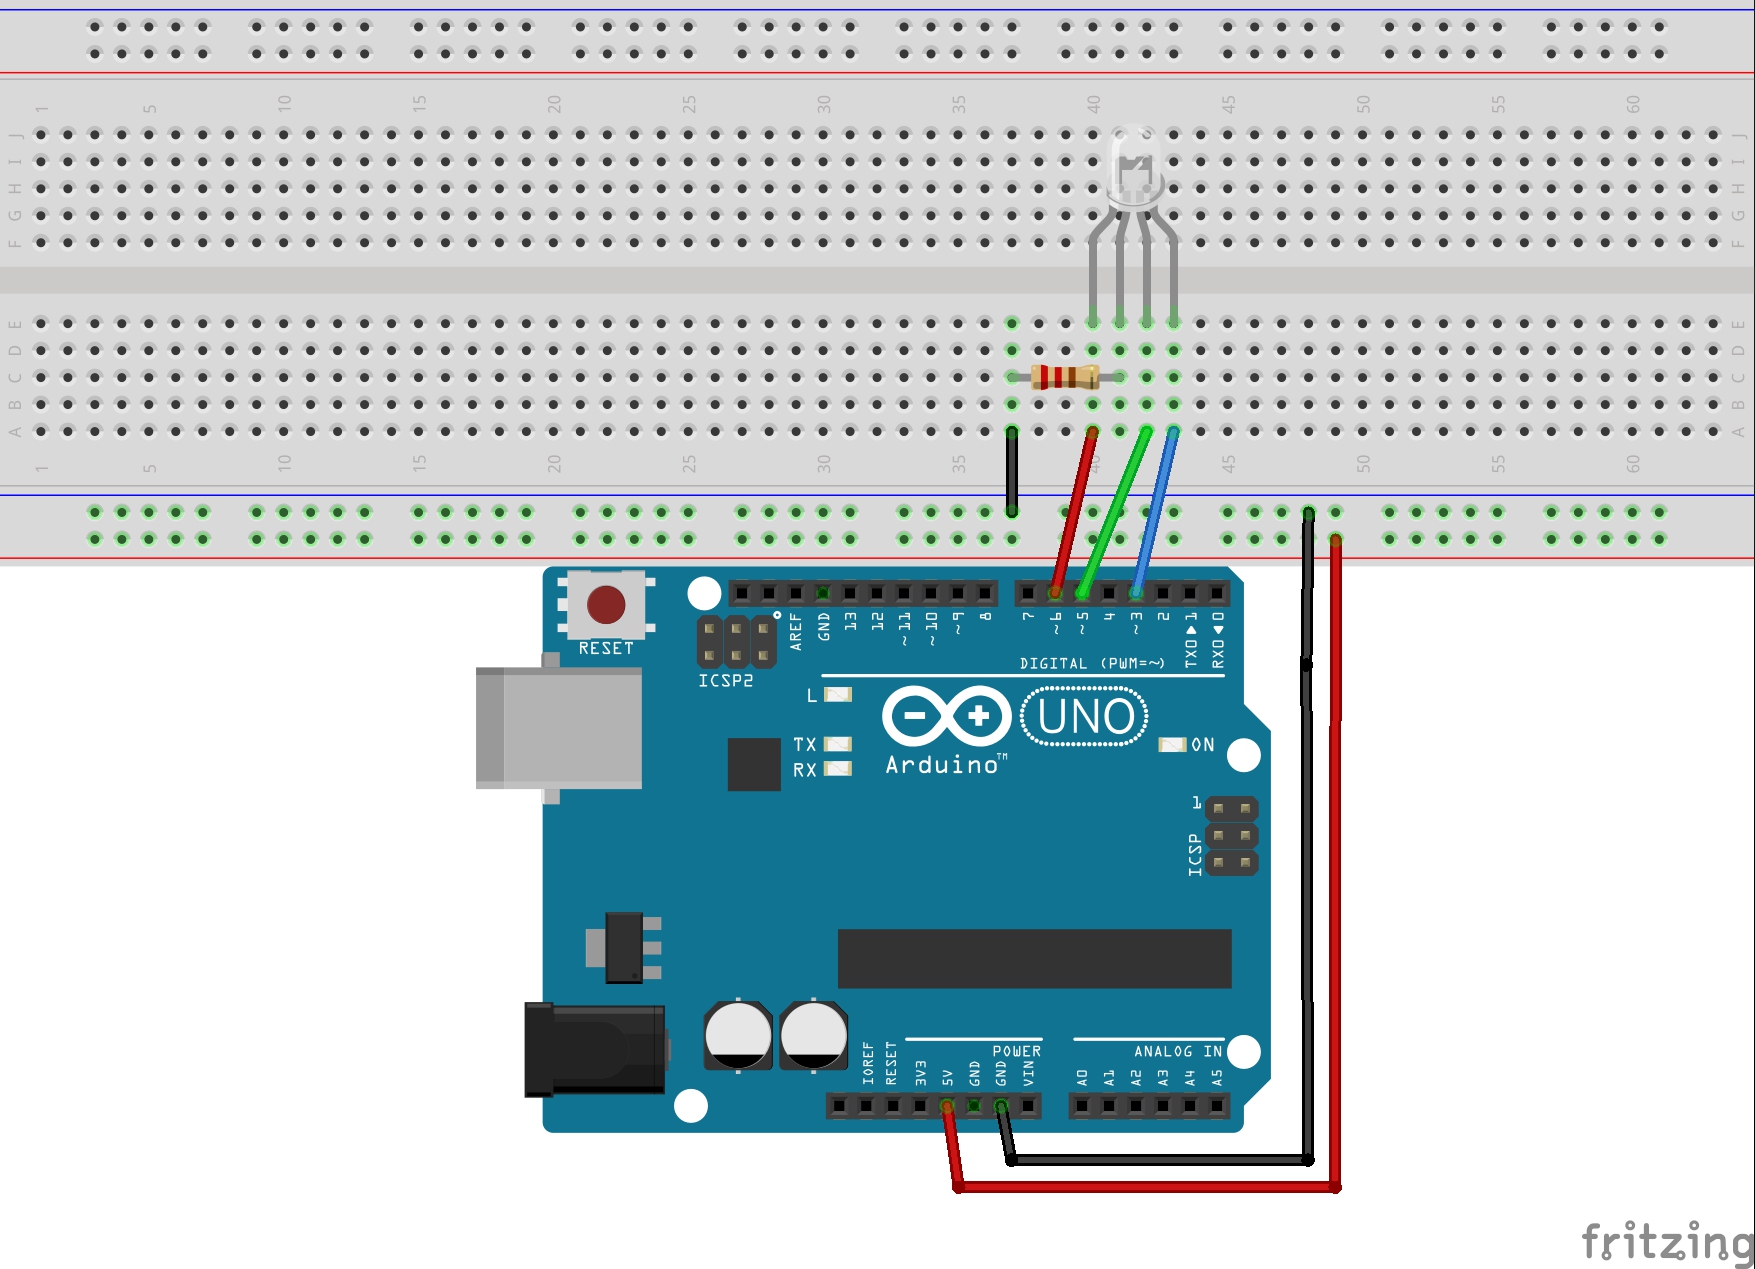 1 5 10 15 20 25 30 35 40 45 50 55 60
J J
I I
H H
G G
F F
E E
D D
C C
B B
A A
1 5 10 15 20 25 30 35 40 45 50 55 60
RESET
ICSP2
AREF GND 13 12 ~11 ~10 ~9 8 7 ~6 ~5 4 ~3 2 TX0▶1 RX0◀0
DIGITAL (PWM=~)
L
TX
RX
UNO
Arduino™
ON
1
ICSP
POWER
ANALOG IN
IOREF RESET 3V3 5V GND GND VIN A0 A1 A2 A3 A4 A5
fritzing